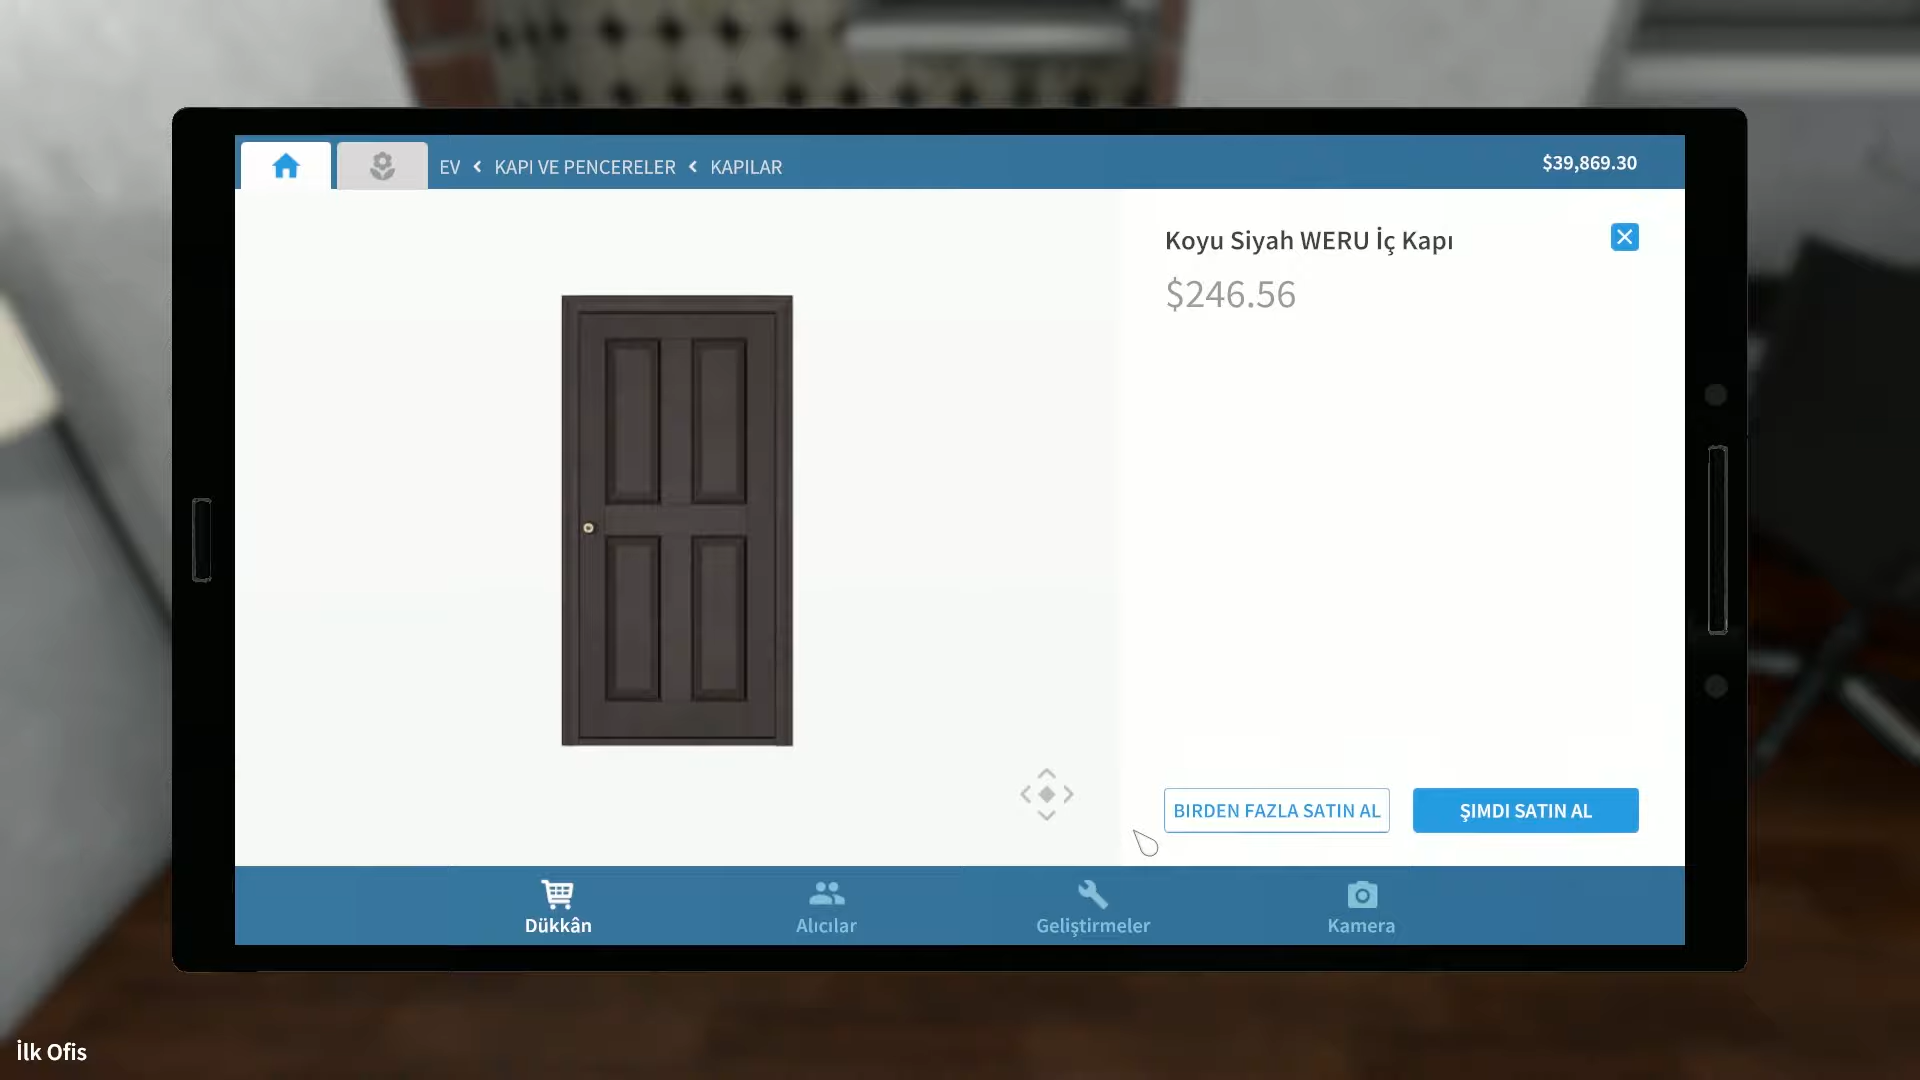 EV < KAPI VE PENCERELER < KAPILAR
$39,869.30
Koyu Siyah WERU İç Kapı
$246.56
BIRDEN FAZLA SATIN AL
ŞIMDI SATIN AL
Dükkân
Alıcılar
Geliştirmeler
Kamera
İlk Ofis